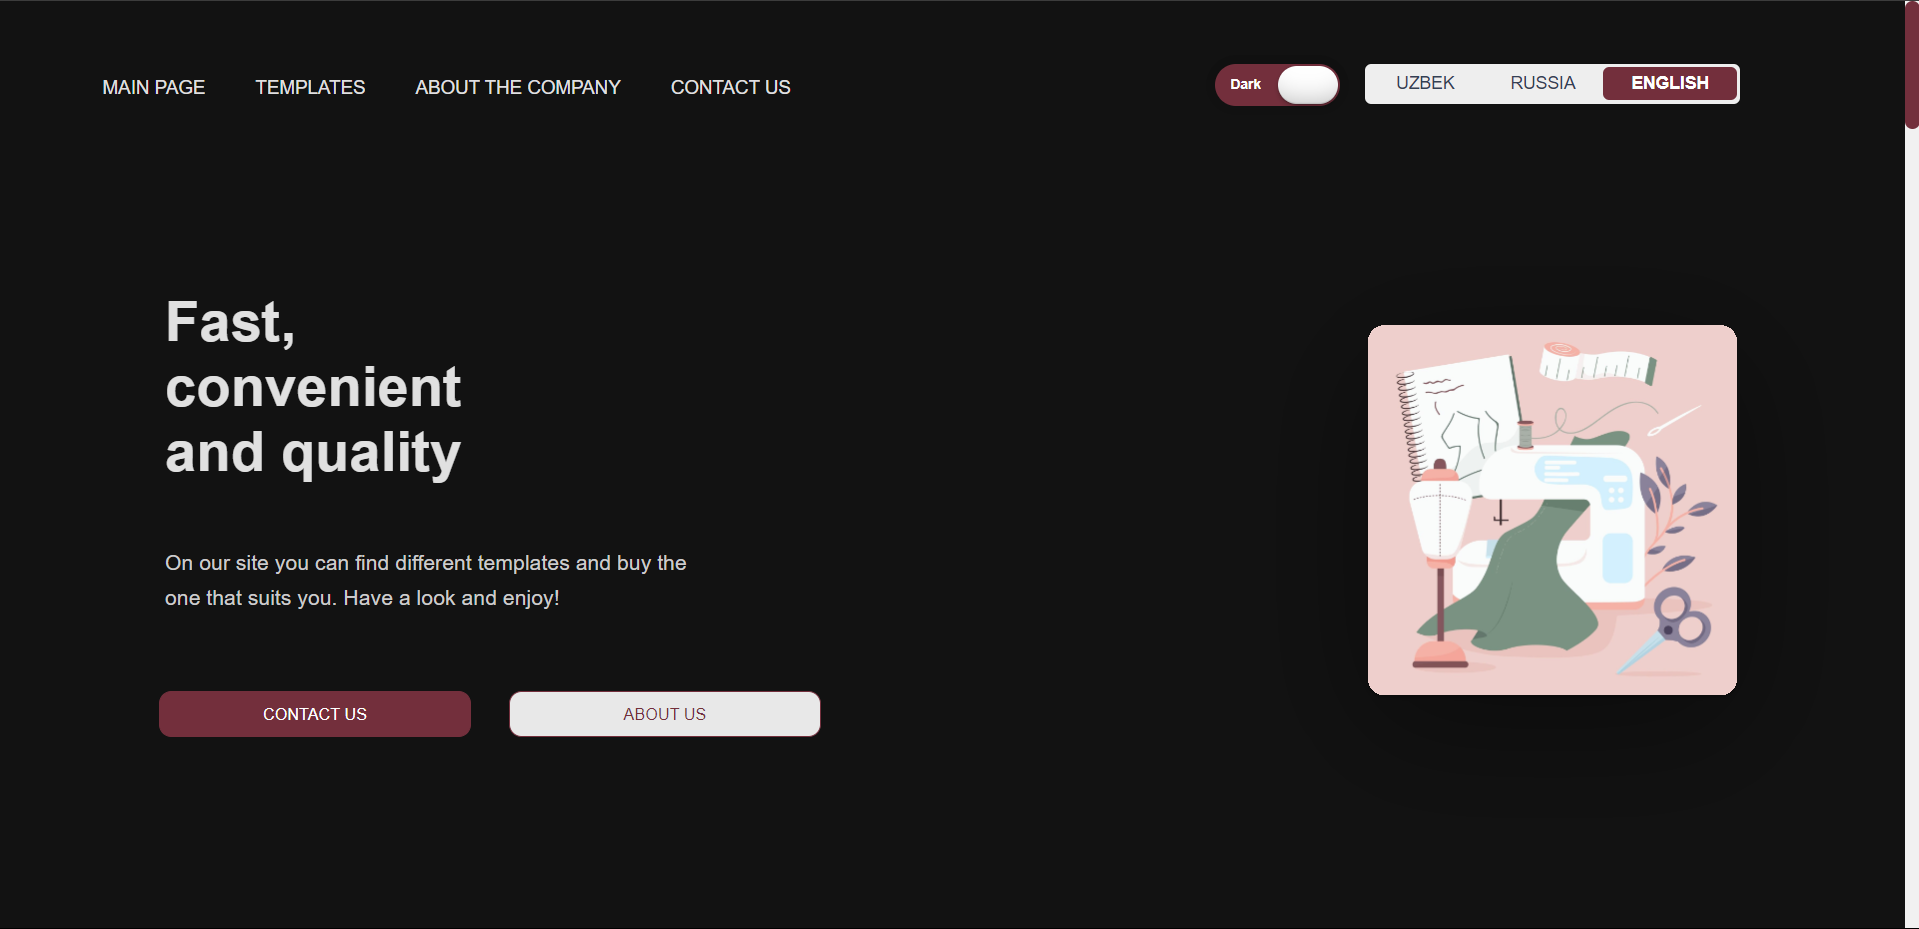 MAIN PAGE TEMPLATES ABOUT THE COMPANY CONTACT US Dark UZBEK RUSSIA ENGLISH
Fast,
convenient
and quality
On our site you can find different templates and buy the
one that suits you. Have a look and enjoy!
CONTACT US ABOUT US